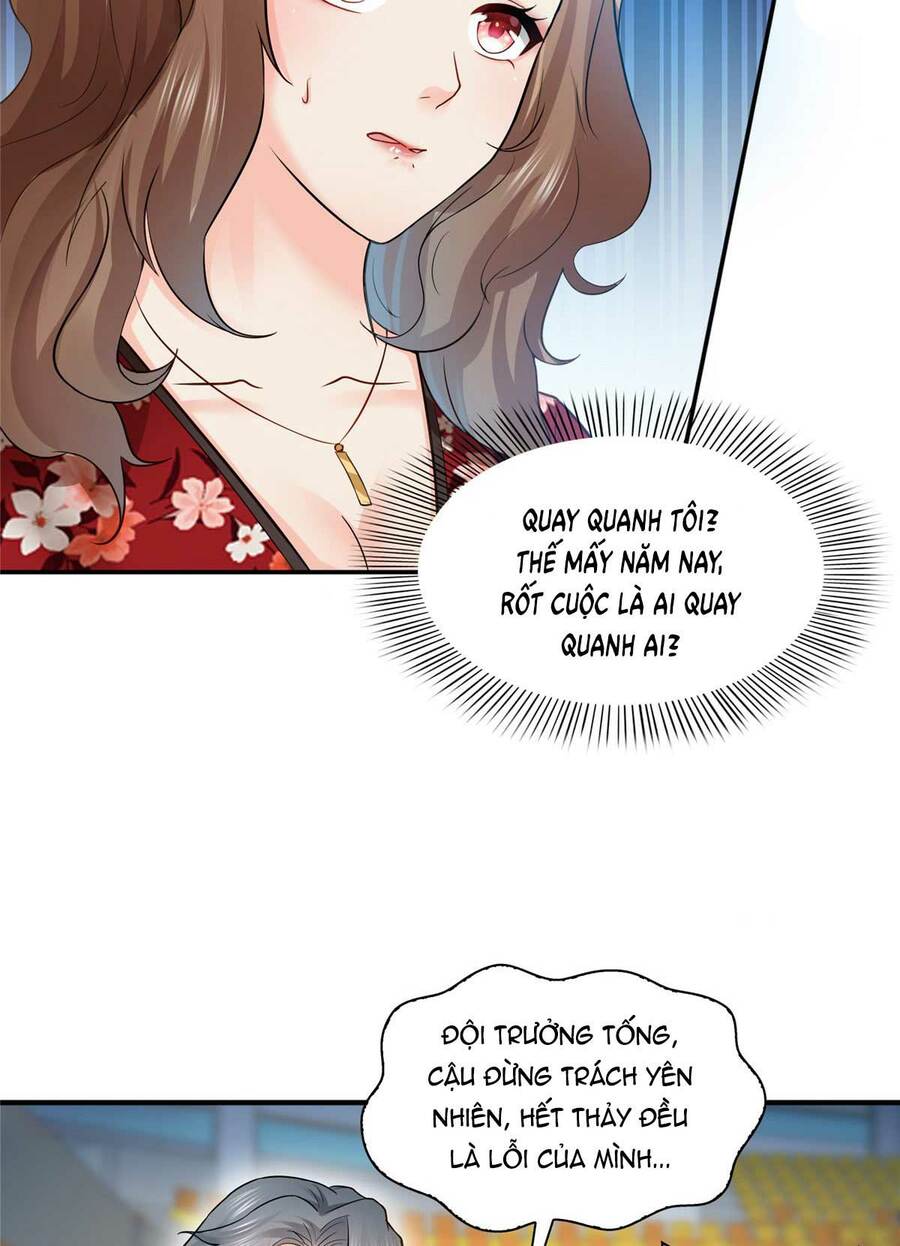 QUAY QUANH TÔI?
THẾ MẤY NĂM NAY,
RỐT CUỘC LÀ AI QUAY
QUANH AI?
ĐỘI TRƯỞNG TỐNG,
CẬU ĐỪNG TRÁCH YÊN
NHIÊN, HẾT THẢY ĐỀU
LÀ LỖI CỦA MÌNH...